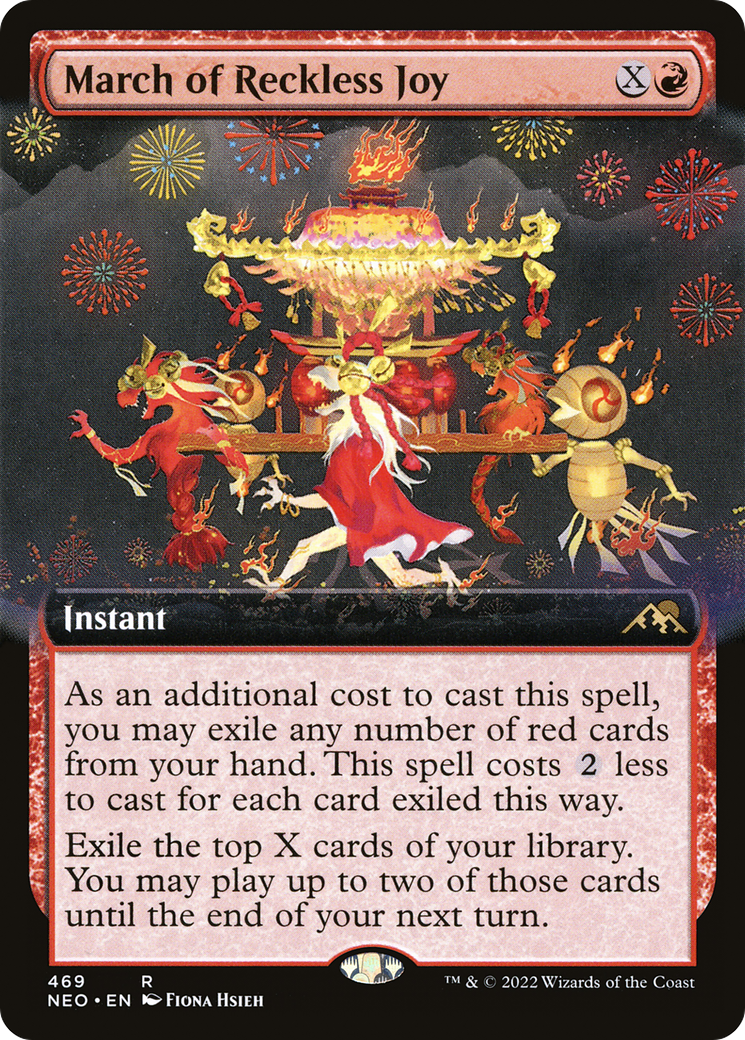 March of Reckless Joy X
Instant
As an additional cost to cast this spell,
you may exile any number of red cards
from your hand. This spell costs 2 less
to cast for each card exiled this way.
Exile the top X cards of your library.
You may play up to two of those cards
until the end of your next turn.
469 R ™ & © 2022 Wizards of the Coast
NEO • EN Fiona Hsieh